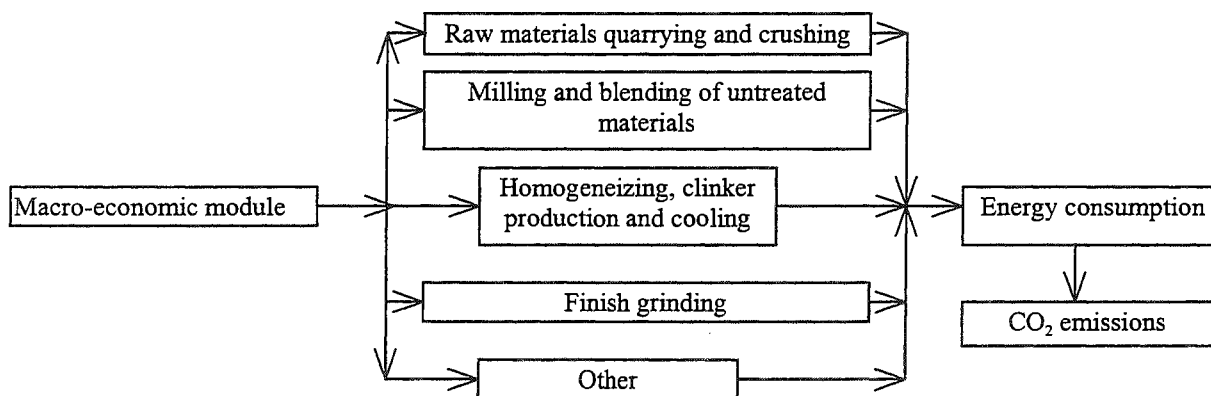 Raw materials quarrying and crushing
Milling and blending of untreated
materials
Macro-economic module
Homogeneizing, clinker
production and cooling
Energy consumption
Finish grinding
CO₂ emissions
Other